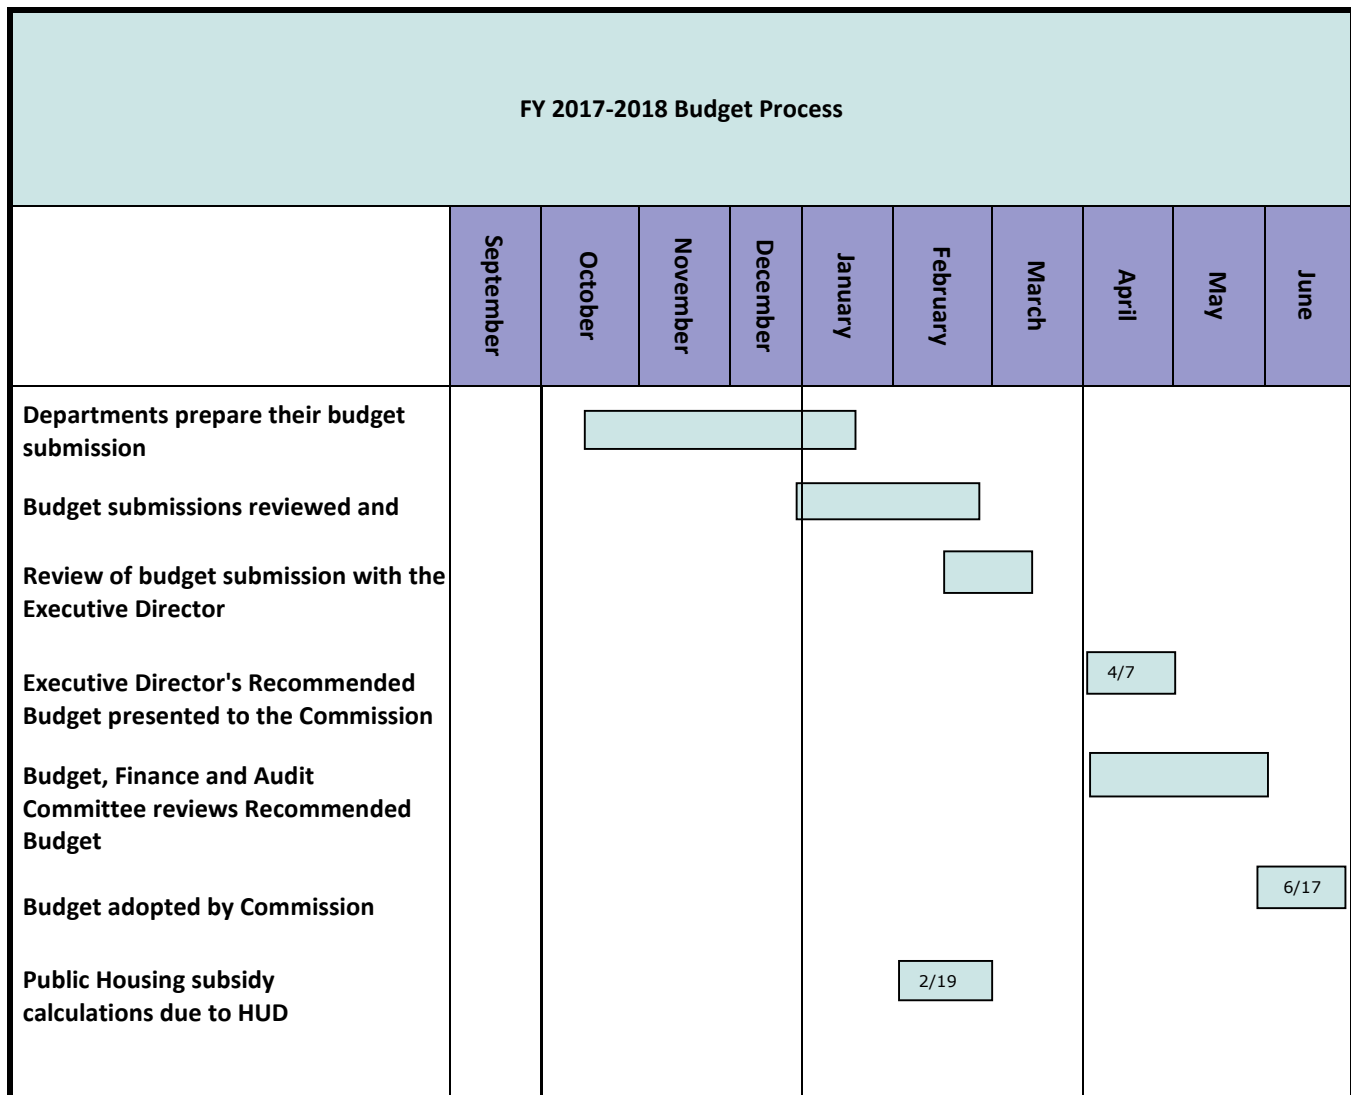 FY 2017-2018 Budget Process
September
October
November
December
January
February
March
April
May
June
Departments prepare their budget
submission
Budget submissions reviewed and
Review of budget submission with the
Executive Director
Executive Director's Recommended
Budget presented to the Commission
4/7
Budget, Finance and Audit
Committee reviews Recommended
Budget
Budget adopted by Commission
6/17
Public Housing subsidy
calculations due to HUD
2/19